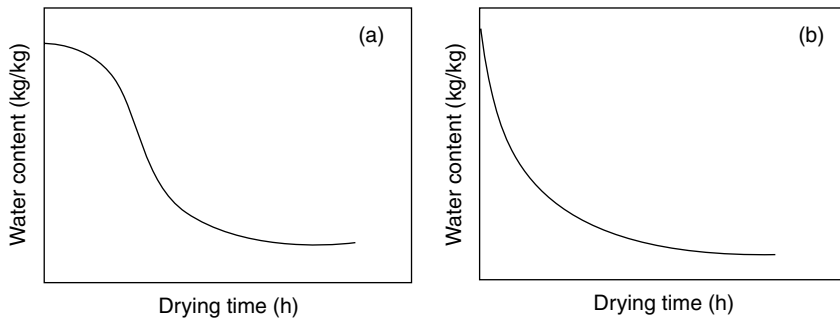 (a)
Water content (kg/kg)
Drying time (h)
(b)
Water content (kg/kg)
Drying time (h)